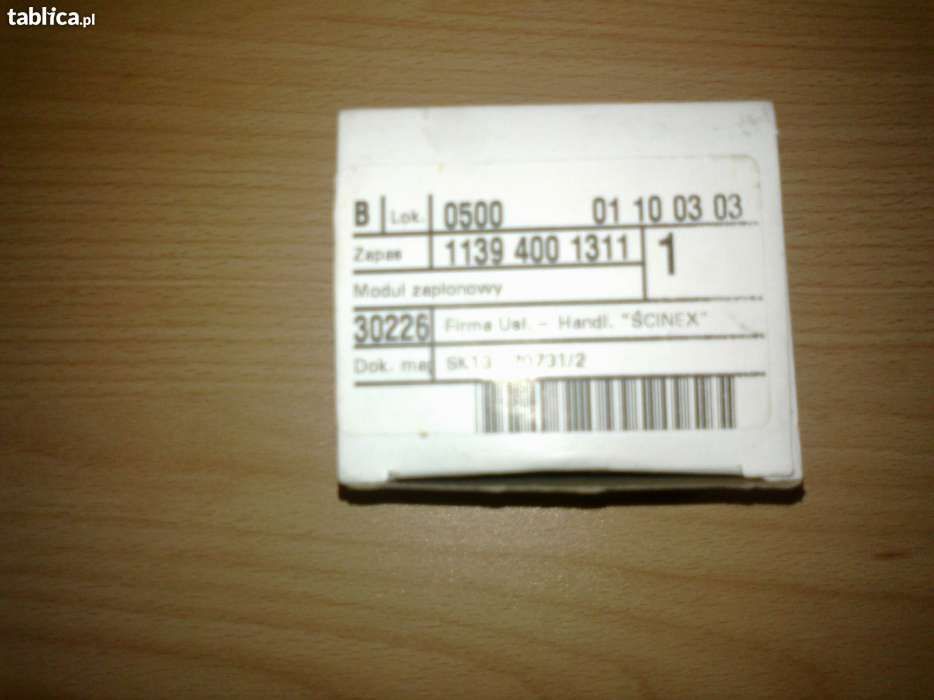 tablica.pl
B Lok. 0500 01 10 03 03
Zapas 1139 400 1311 1
Moduł zapłonowy
30226 Firma Usł. - Handl. "ŚCINEX"
Dok. maj